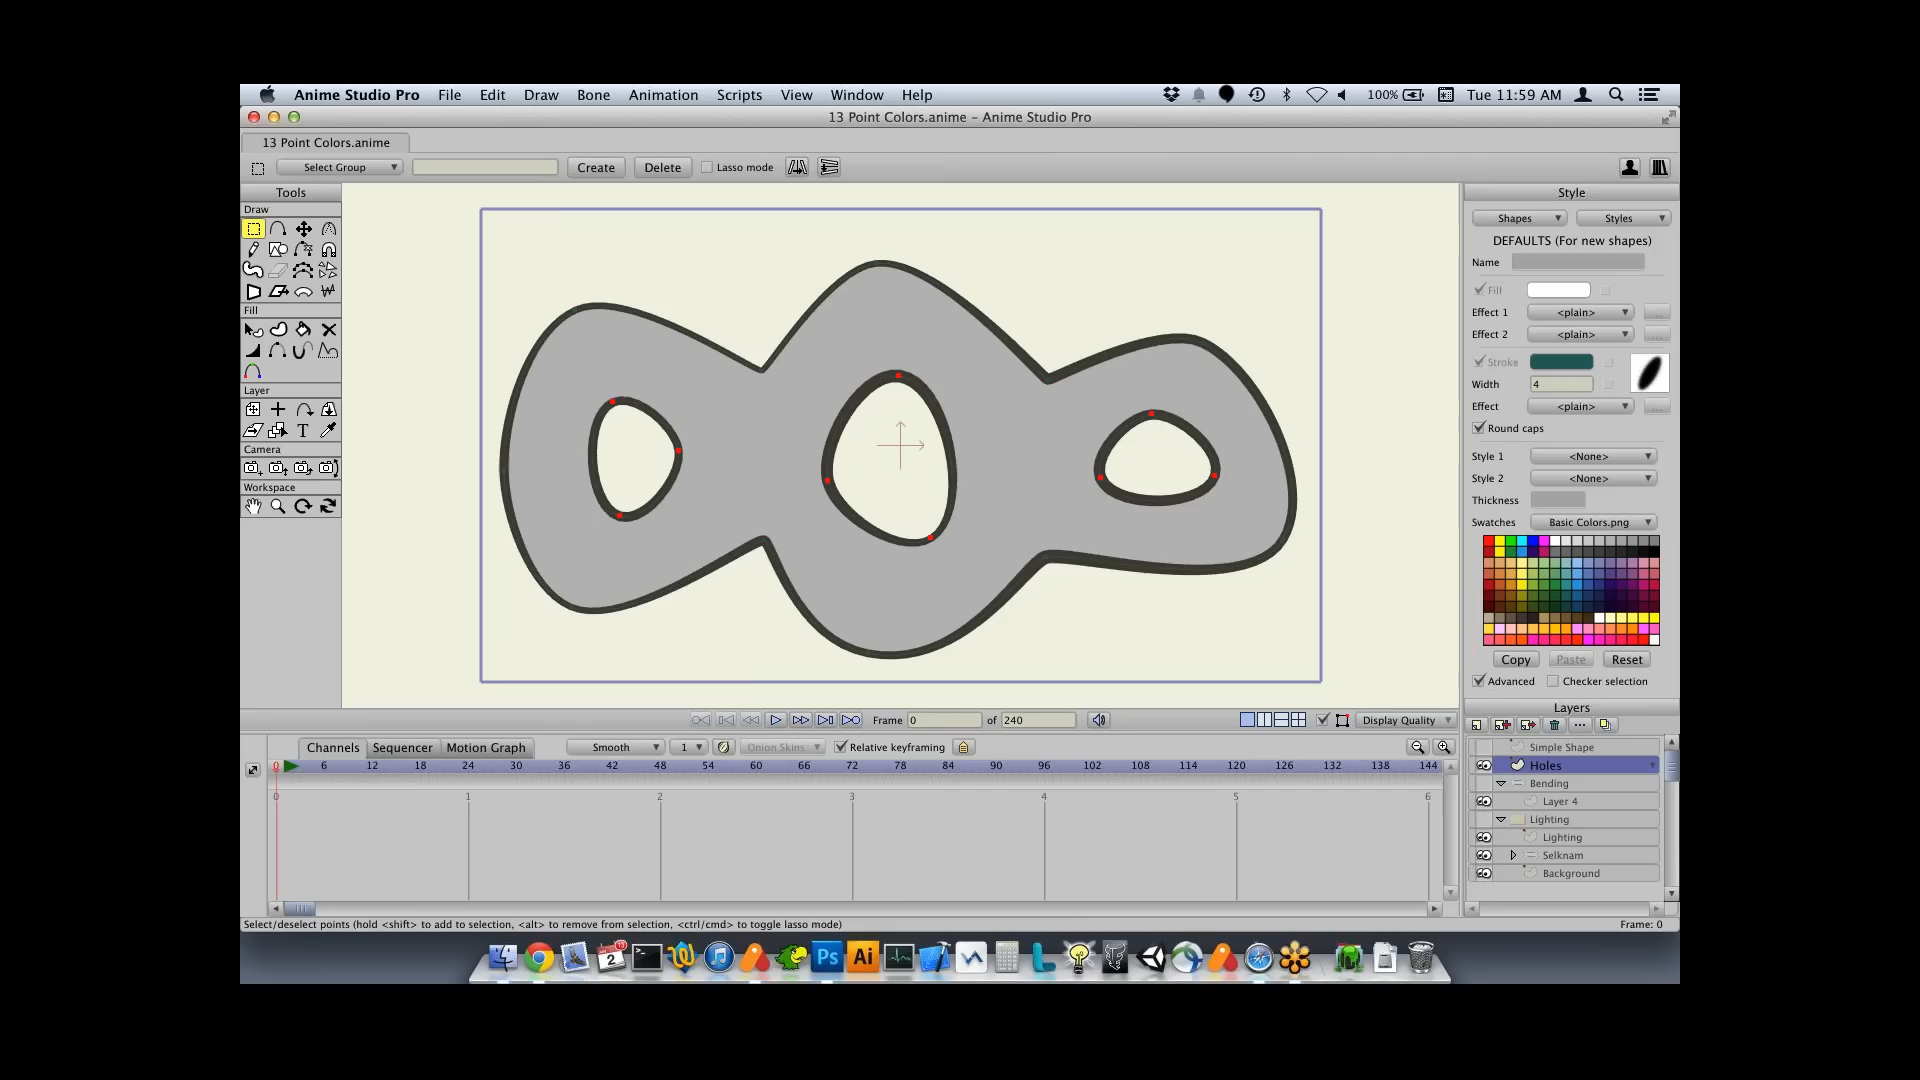 Anime Studio Pro File Edit Draw Bone Animation Scripts View Window Help 100% Tue 11:59 AM
13 Point Colors.anime - Anime Studio Pro
13 Point Colors.anime
Select Group Create Delete Lasso mode
Tools
Draw
Fill
Layer
T
Camera
Workspace
Style
Shapes Styles
DEFAULTS (For new shapes)
Name
Fill
Effect 1 <plain> ...
Effect 2 <plain> ...
Stroke
Width 4
Effect <plain> ...
Round caps
Style 1 <None>
Style 2 <None>
Thickness
Swatches Basic Colors.png
Copy Paste Reset
Advanced Checker selection
Frame 0 of 240 Display Quality
Channels Sequencer Motion Graph Smooth 1 Onion Skins Relative keyframing
0 6 12 18 24 30 36 42 48 54 60 66 72 78 84 90 96 102 108 114 120 126 132 138 144
0 1 2 3 4 5 6
Layers
Simple Shape
Holes
Bending
Layer 4
Lighting
Lighting
Selknam
Background
Select/deselect points (hold <shift> to add to selection, <alt> to remove from selection, <ctrl/cmd> to toggle lasso mode) Frame: 0
13
2
Ps Ai